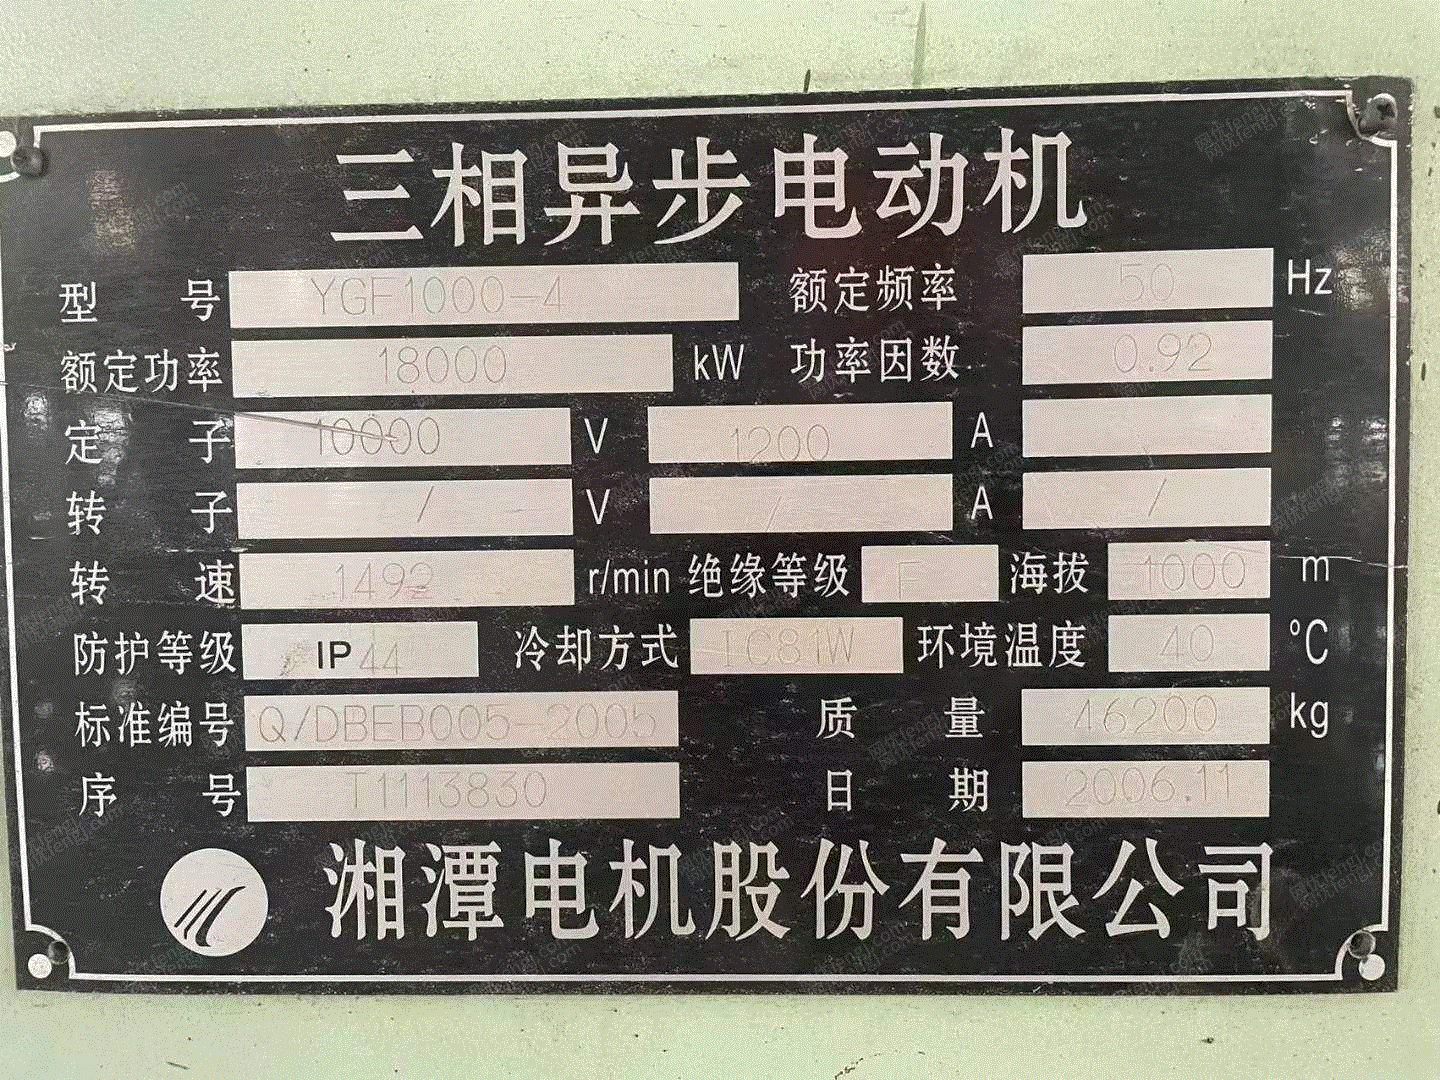 三相异步电动机
型号 YGF1000-4 额定频率 50 Hz
额定功率 18000 kW 功率因数 0.92
定子 10000 V 1200 A
转子 / V / A /
转速 1492 r/min 绝缘等级 F 海拔 1000 m
防护等级 IP44 冷却方式 IC81W 环境温度 40 °C
标准编号 Q/DBEB005-2005 质量 46200 kg
序号 T1113830 日期 2006.11
湘潭电机股份有限公司